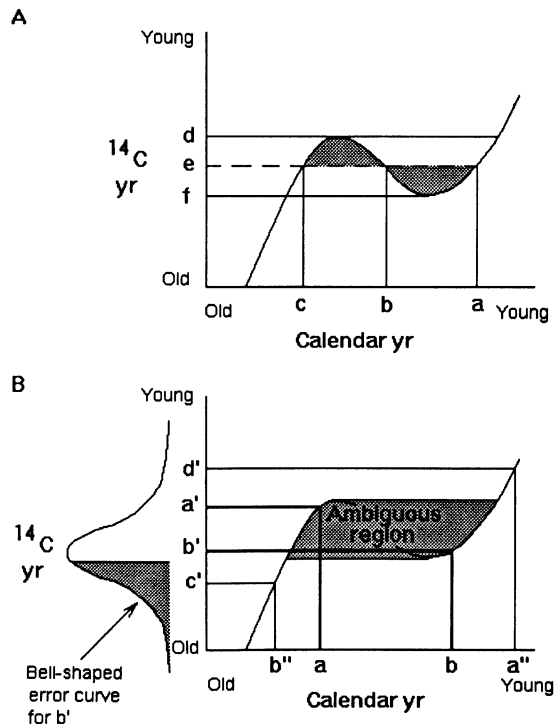 A
Young
d
¹⁴C
yr
e
f
Old
Old
c
b
a
Young
Calendar yr
B
Young
d'
a'
Ambiguous
region
¹⁴C
yr
b'
c'
Old
Bell-shaped
error curve
for b'
b"
a
b
a"
Old
Calendar yr
Young